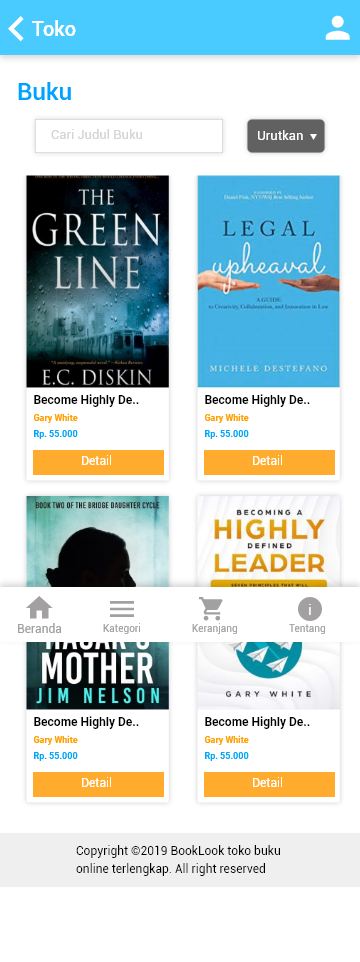 Toko
Buku
Cari Judul Buku
Urutkan
THE
GREEN
LINE
E.C. DISKIN
LEGAL
upheaval
A GUIDE
to Creativity, Collaboration, and Innovation in Law
MICHELE DESTEFANO
Become Highly De..
Gary White
Rp. 55.000
Detail
Become Highly De..
Gary White
Rp. 55.000
Detail
BOOK TWO OF THE BRIDGE DAUGHTER CYCLE
BECOMING A
HIGHLY
DEFINED
LEADER
SEVEN PRINCIPLES THAT WILL
Beranda
Kategori
Keranjang
Tentang
MOTHER
JIM NELSON
GARY WHITE
Become Highly De..
Gary White
Rp. 55.000
Detail
Become Highly De..
Gary White
Rp. 55.000
Detail
Copyright ©2019 BookLook toko buku
online terlengkap. All right reserved